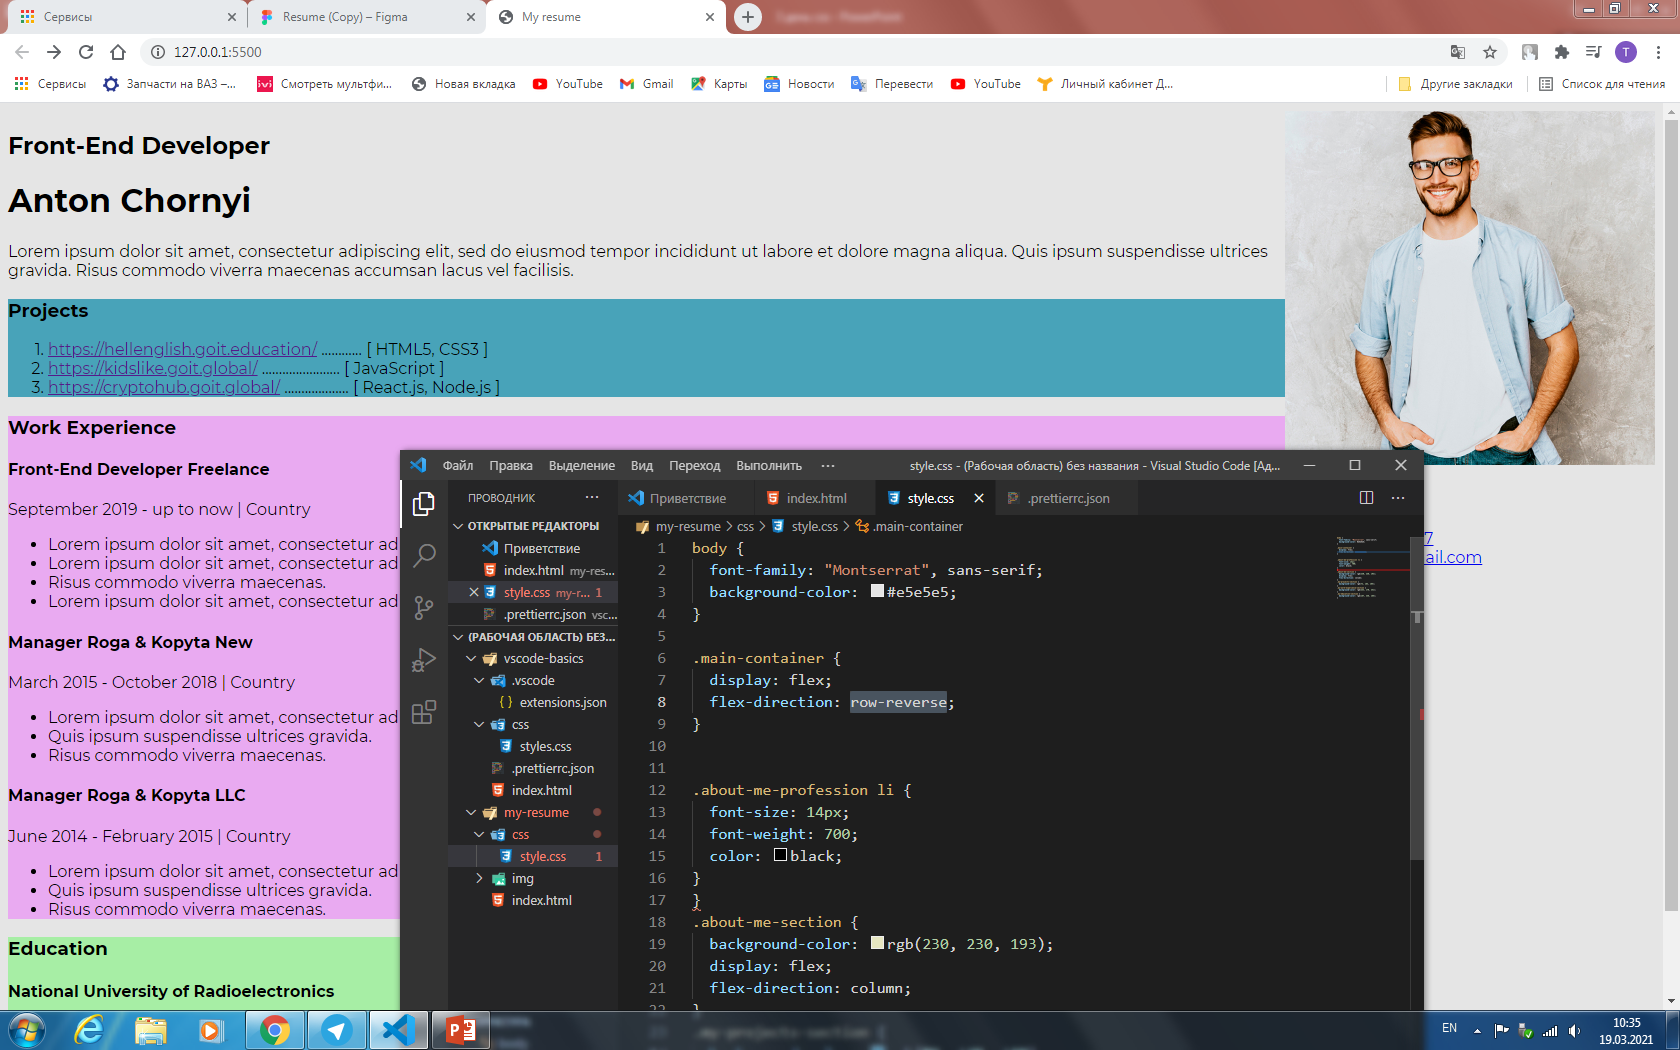 Сервисы
Resume (Copy) – Figma
My resume
127.0.0.1:5500
T
Сервисы
Запчасти на ВАЗ –...
ivi
Смотреть мультфи...
Новая вкладка
YouTube
Gmail
Карты
Новости
Перевести
YouTube
Личный кабинет Д...
Другие закладки
Список для чтения
Front-End Developer
Anton Chornyi
Lorem ipsum dolor sit amet, consectetur adipiscing elit, sed do eiusmod tempor incididunt ut labore et dolore magna aliqua. Quis ipsum suspendisse ultrices
gravida. Risus commodo viverra maecenas accumsan lacus vel facilisis.
Projects
1. https://hellenglish.goit.education/ ............ [ HTML5, CSS3 ]
2. https://kidslike.goit.global/ ....................... [ JavaScript ]
3. https://cryptohub.goit.global/ ................... [ React.js, Node.js ]
Work Experience
Front-End Developer Freelance
September 2019 - up to now | Country
Lorem ipsum dolor sit amet, consectetur ad
Lorem ipsum dolor sit amet, consectetur ad
Risus commodo viverra maecenas.
Lorem ipsum dolor sit amet, consectetur ad
Manager Roga & Kopyta New
March 2015 - October 2018 | Country
Lorem ipsum dolor sit amet, consectetur ad
Quis ipsum suspendisse ultrices gravida.
Risus commodo viverra maecenas.
Manager Roga & Kopyta LLC
June 2014 - February 2015 | Country
Lorem ipsum dolor sit amet, consectetur ad
Quis ipsum suspendisse ultrices gravida.
Risus commodo viverra maecenas.
Education
National University of Radioelectronics
7
ail.com
Файл Правка Выделение Вид Переход Выполнить ···
style.css - (Рабочая область) без названия - Visual Studio Code [Ад...
ПРОВОДНИК ···
ОТКРЫТЫЕ РЕДАКТОРЫ
Приветствие
index.html my-res...
style.css my-r... 1
.prettierrc.json vsc...
(РАБОЧАЯ ОБЛАСТЬ) БЕЗ...
vscode-basics
.vscode
{ } extensions.json
css
styles.css
.prettierrc.json
index.html
my-resume
css
style.css 1
img
index.html
Приветствие
index.html
style.css
.prettierrc.json
my-resume > css > style.css > .main-container
1 body {
2 font-family: "Montserrat", sans-serif;
3 background-color: #e5e5e5;
4 }
5
6 .main-container {
7 display: flex;
8 flex-direction: row-reverse;
9 }
10
11
12 .about-me-profession li {
13 font-size: 14px;
14 font-weight: 700;
15 color: black;
16 }
17 }
18 .about-me-section {
19 background-color: rgb(230, 230, 193);
20 display: flex;
21 flex-direction: column;
22 }
EN
10:35
19.03.2021